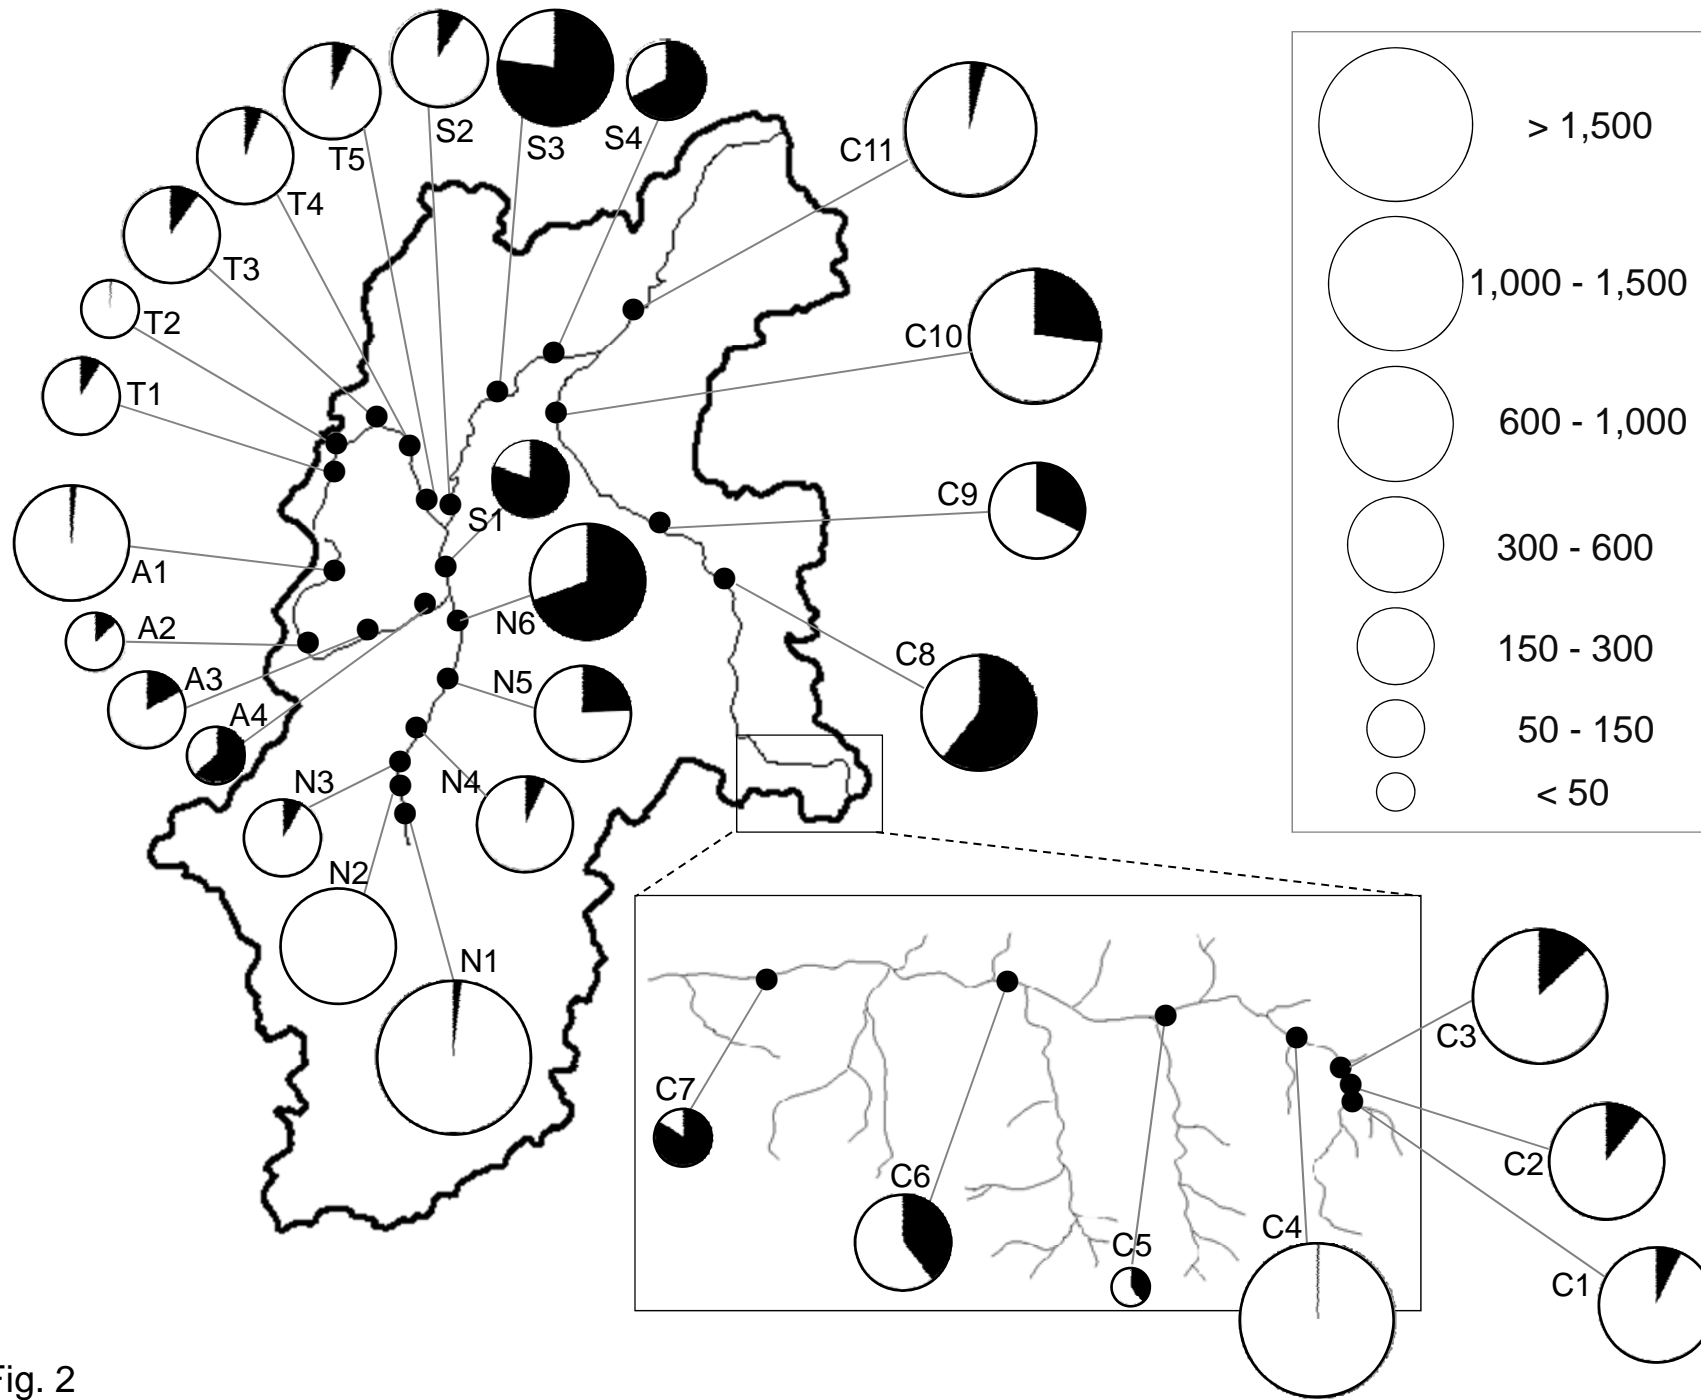 S2
S3
S4
T5
C11
T4
T3
T2
T1
C10
C9
S1
A1
N6
A2
C8
A3
N5
A4
N3
N4
N2
N1
> 1,500
1,000 - 1,500
600 - 1,000
300 - 600
150 - 300
50 - 150
< 50
C3
C7
C2
C6
C4
C5
C1
Fig. 2